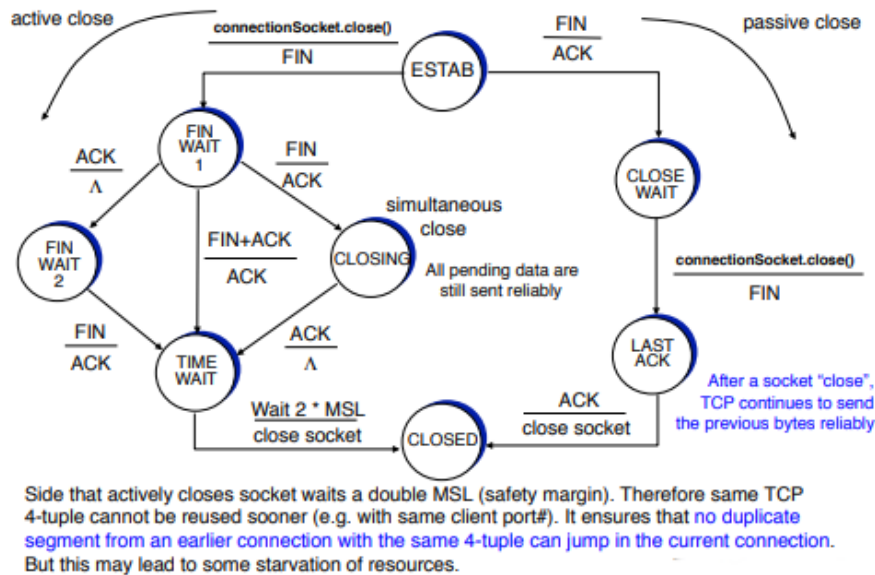 active close
connectionSocket.close()
FIN
FIN
ACK
passive close
ESTAB
FIN
WAIT
1
ACK
Λ
FIN
ACK
CLOSE
WAIT
simultaneous
close
FIN
WAIT
2
FIN+ACK
ACK
CLOSING
All pending data are
still sent reliably
connectionSocket.close()
FIN
FIN
ACK
TIME
WAIT
ACK
Λ
LAST
ACK
After a socket “close”,
TCP continues to send
the previous bytes reliably
Wait 2 * MSL
close socket
CLOSED
ACK
close socket
Side that actively closes socket waits a double MSL (safety margin). Therefore same TCP
4-tuple cannot be reused sooner (e.g. with same client port#). It ensures that no duplicate
segment from an earlier connection with the same 4-tuple can jump in the current connection.
But this may lead to some starvation of resources.